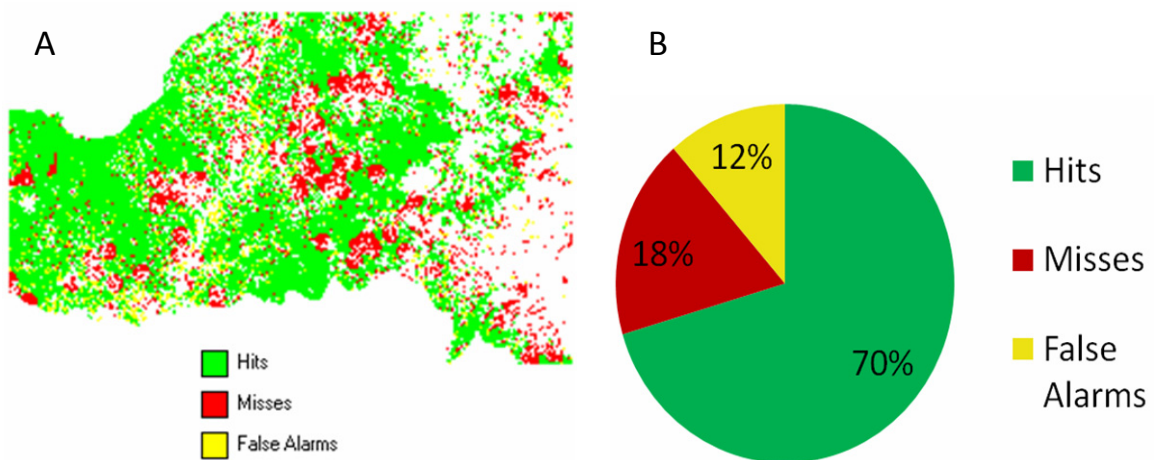 A
Hits
Misses
False Alarms
B
12%
18%
70%
Hits
Misses
False
Alarms